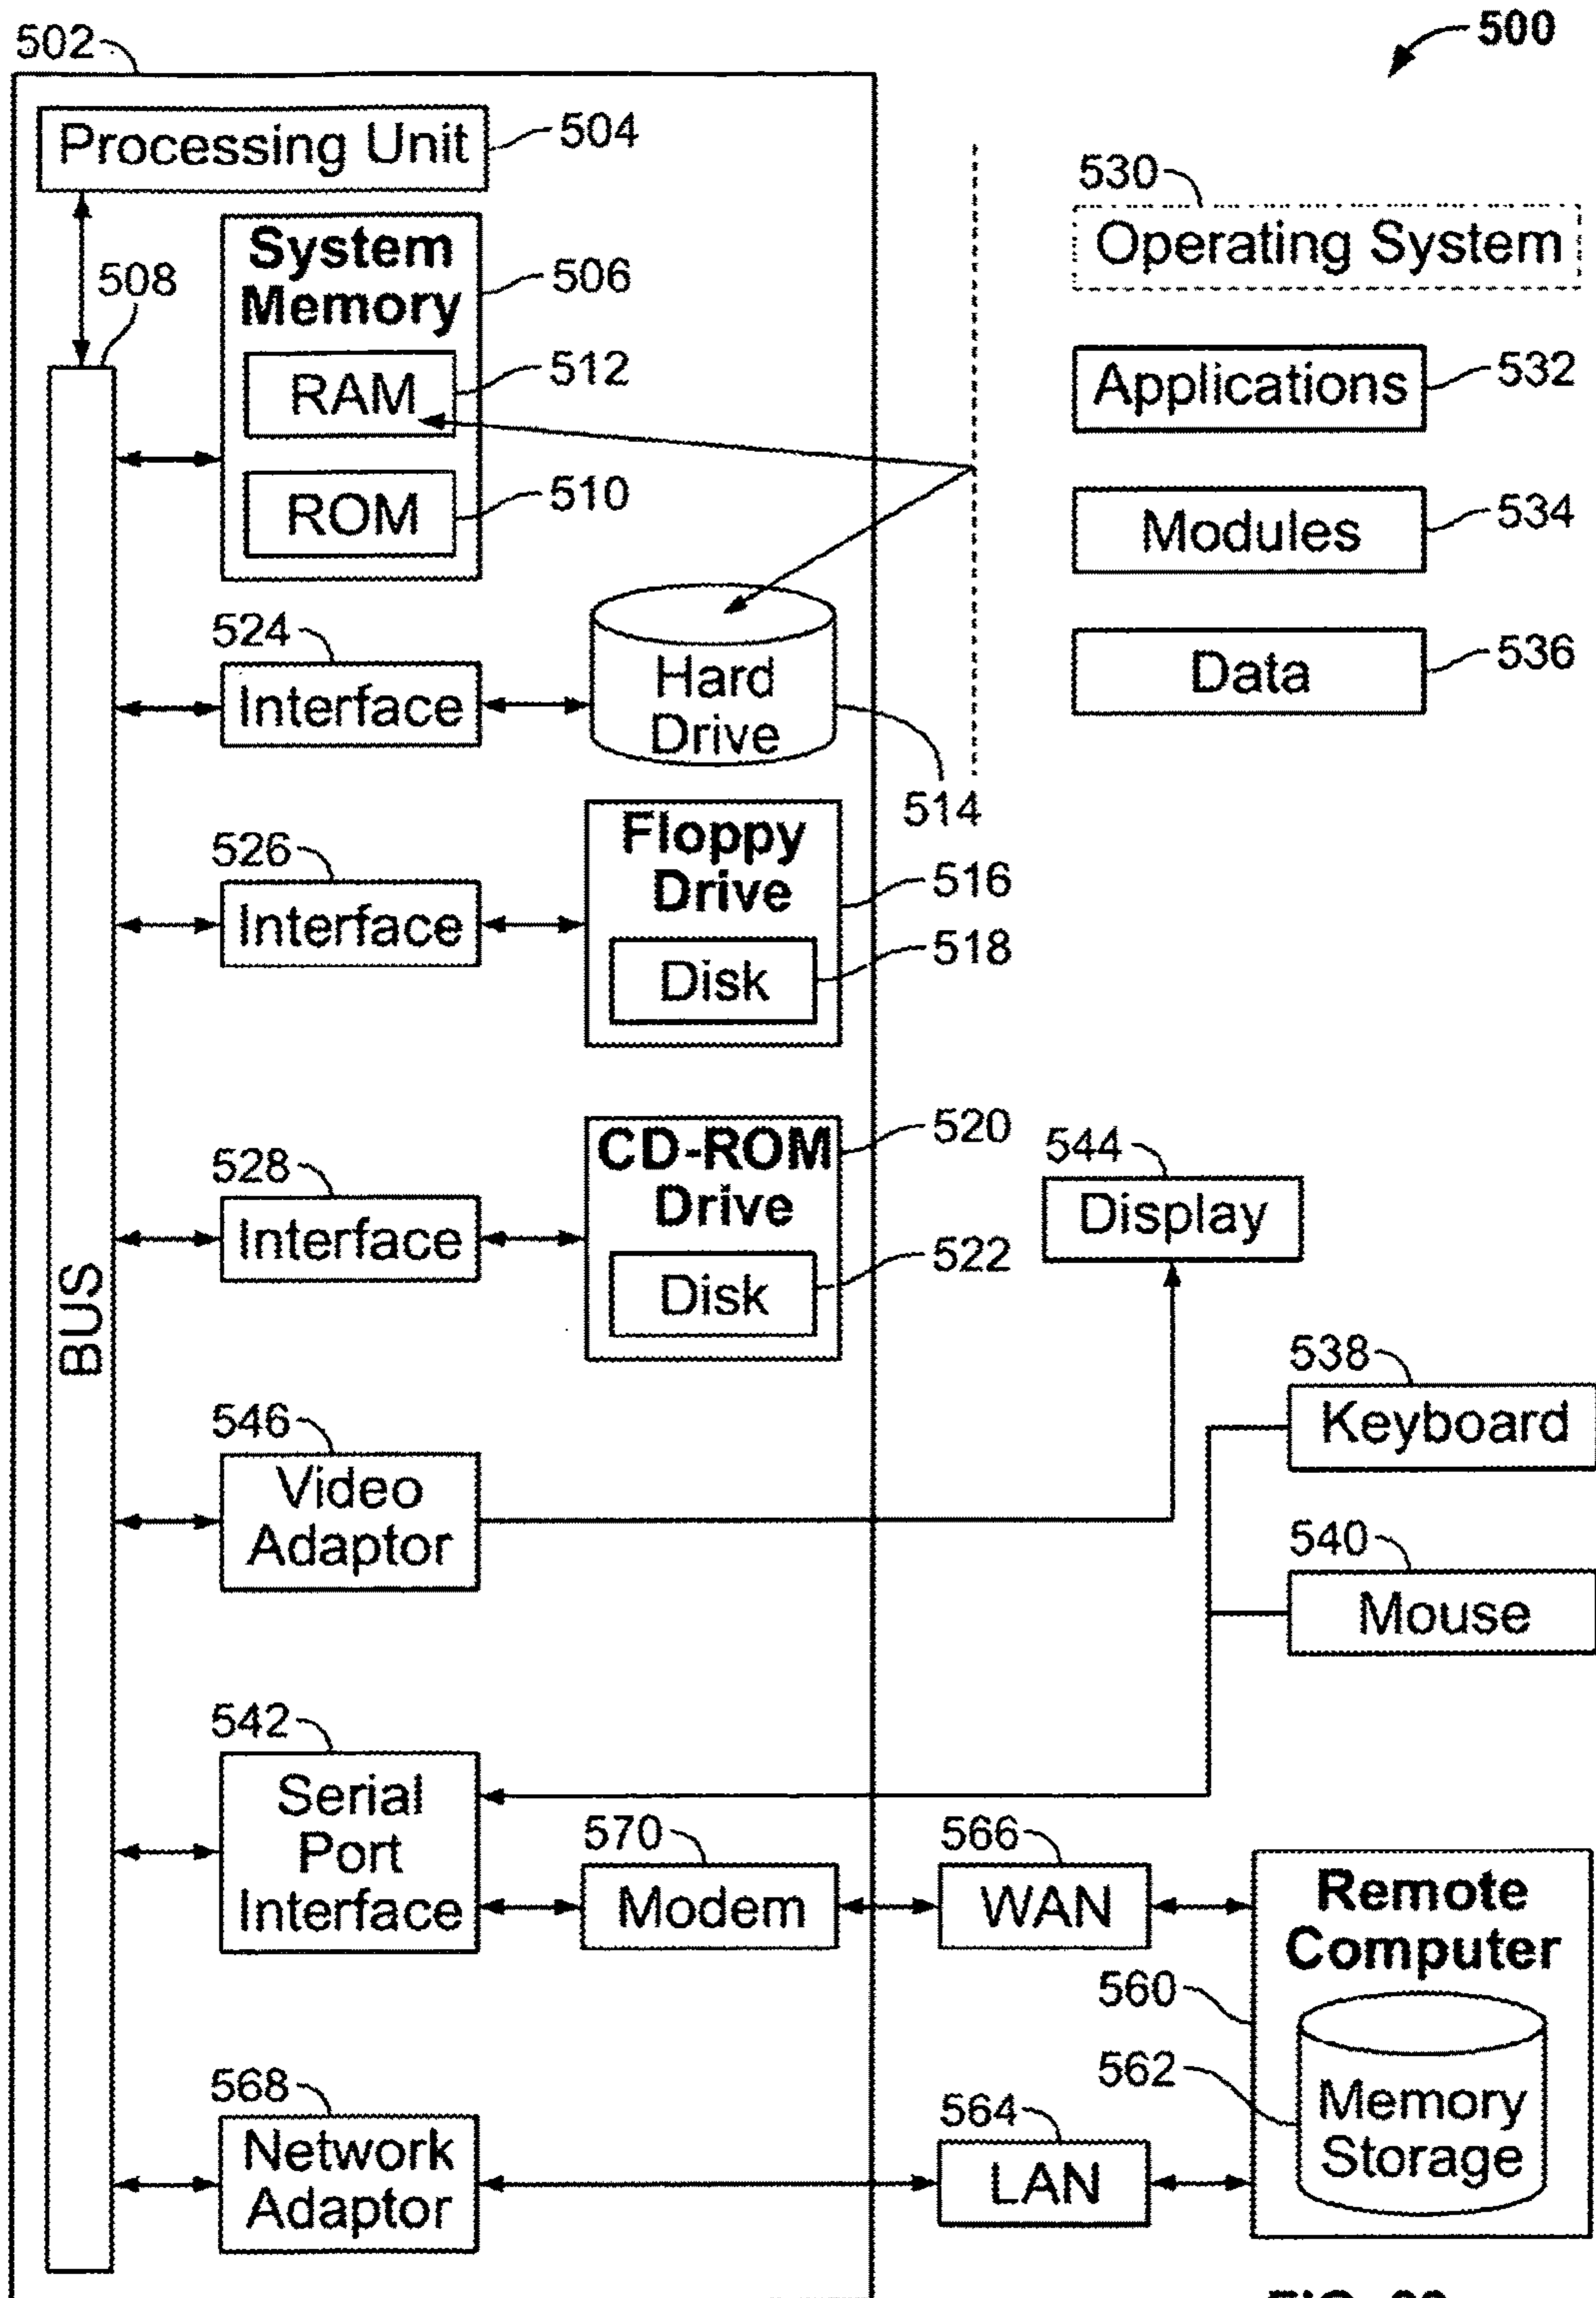 500
502
Processing Unit
504
508
System
Memory
506
RAM
512
ROM
510
530
Operating System
Applications
532
Modules
534
Data
536
524
Interface
Hard
Drive
514
526
Interface
Floppy
Drive
516
Disk
518
528
Interface
CD-ROM
Drive
520
Disk
522
BUS
544
Display
538
Keyboard
540
Mouse
546
Video
Adaptor
542
Serial
Port
Interface
570
Modem
566
WAN
Remote
Computer
560
562
Memory
Storage
568
Network
Adaptor
564
LAN